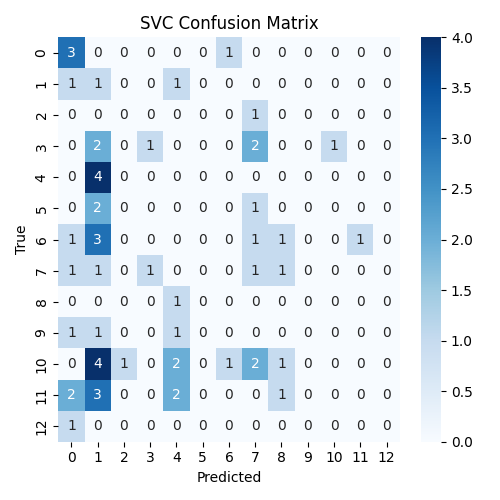 SVC Confusion Matrix
0 3 0 0 0 0 0 1 0 0 0 0 0 0
1 1 1 0 0 1 0 0 0 0 0 0 0 0
2 0 0 0 0 0 0 0 1 0 0 0 0 0
3 0 2 0 1 0 0 0 2 0 0 1 0 0
4 0 4 0 0 0 0 0 0 0 0 0 0 0
5 0 2 0 0 0 0 0 1 0 0 0 0 0
6 1 3 0 0 0 0 0 1 1 0 0 1 0
7 1 1 0 1 0 0 0 1 1 0 0 0 0
8 0 0 0 0 1 0 0 0 0 0 0 0 0
9 1 1 0 0 1 0 0 0 0 0 0 0 0
10 0 4 1 0 2 0 1 2 1 0 0 0 0
11 2 3 0 0 2 0 0 0 1 0 0 0 0
12 1 0 0 0 0 0 0 0 0 0 0 0 0
0 1 2 3 4 5 6 7 8 9 10 11 12
Predicted
True
4.0
3.5
3.0
2.5
2.0
1.5
1.0
0.5
0.0